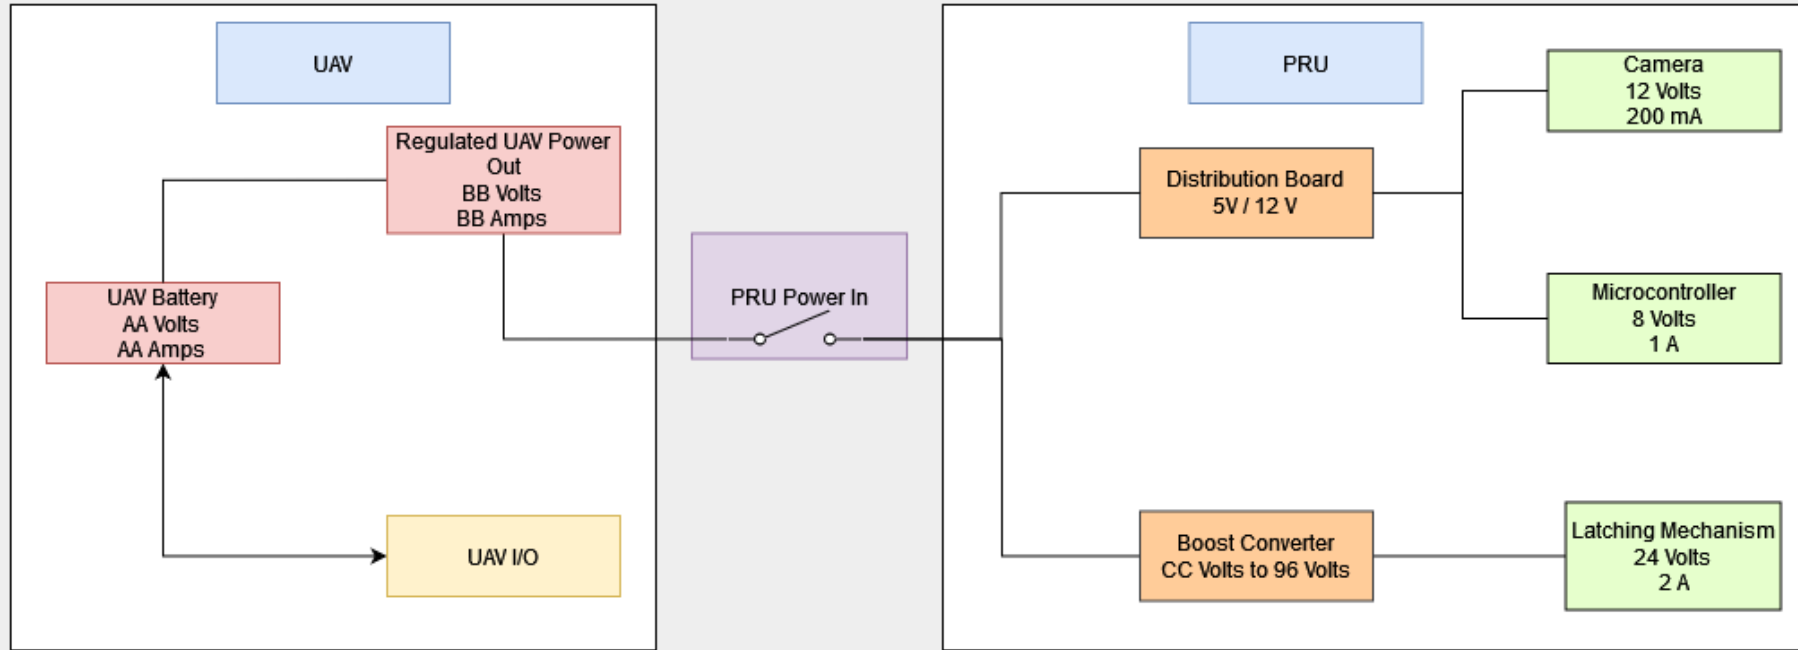 UAV
Regulated UAV Power
Out
BB Volts
BB Amps
UAV Battery
AA Volts
AA Amps
UAV I/O
PRU Power In
PRU
Distribution Board
5V / 12 V
Camera
12 Volts
200 mA
Microcontroller
8 Volts
1 A
Boost Converter
CC Volts to 96 Volts
Latching Mechanism
24 Volts
2 A